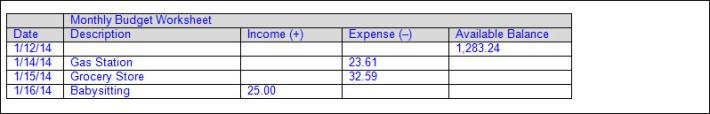 Monthly Budget Worksheet
Date Description Income (+) Expense (–) Available Balance
1/12/14 1,283.24
1/14/14 Gas Station 23.61
1/15/14 Grocery Store 32.59
1/16/14 Babysitting 25.00